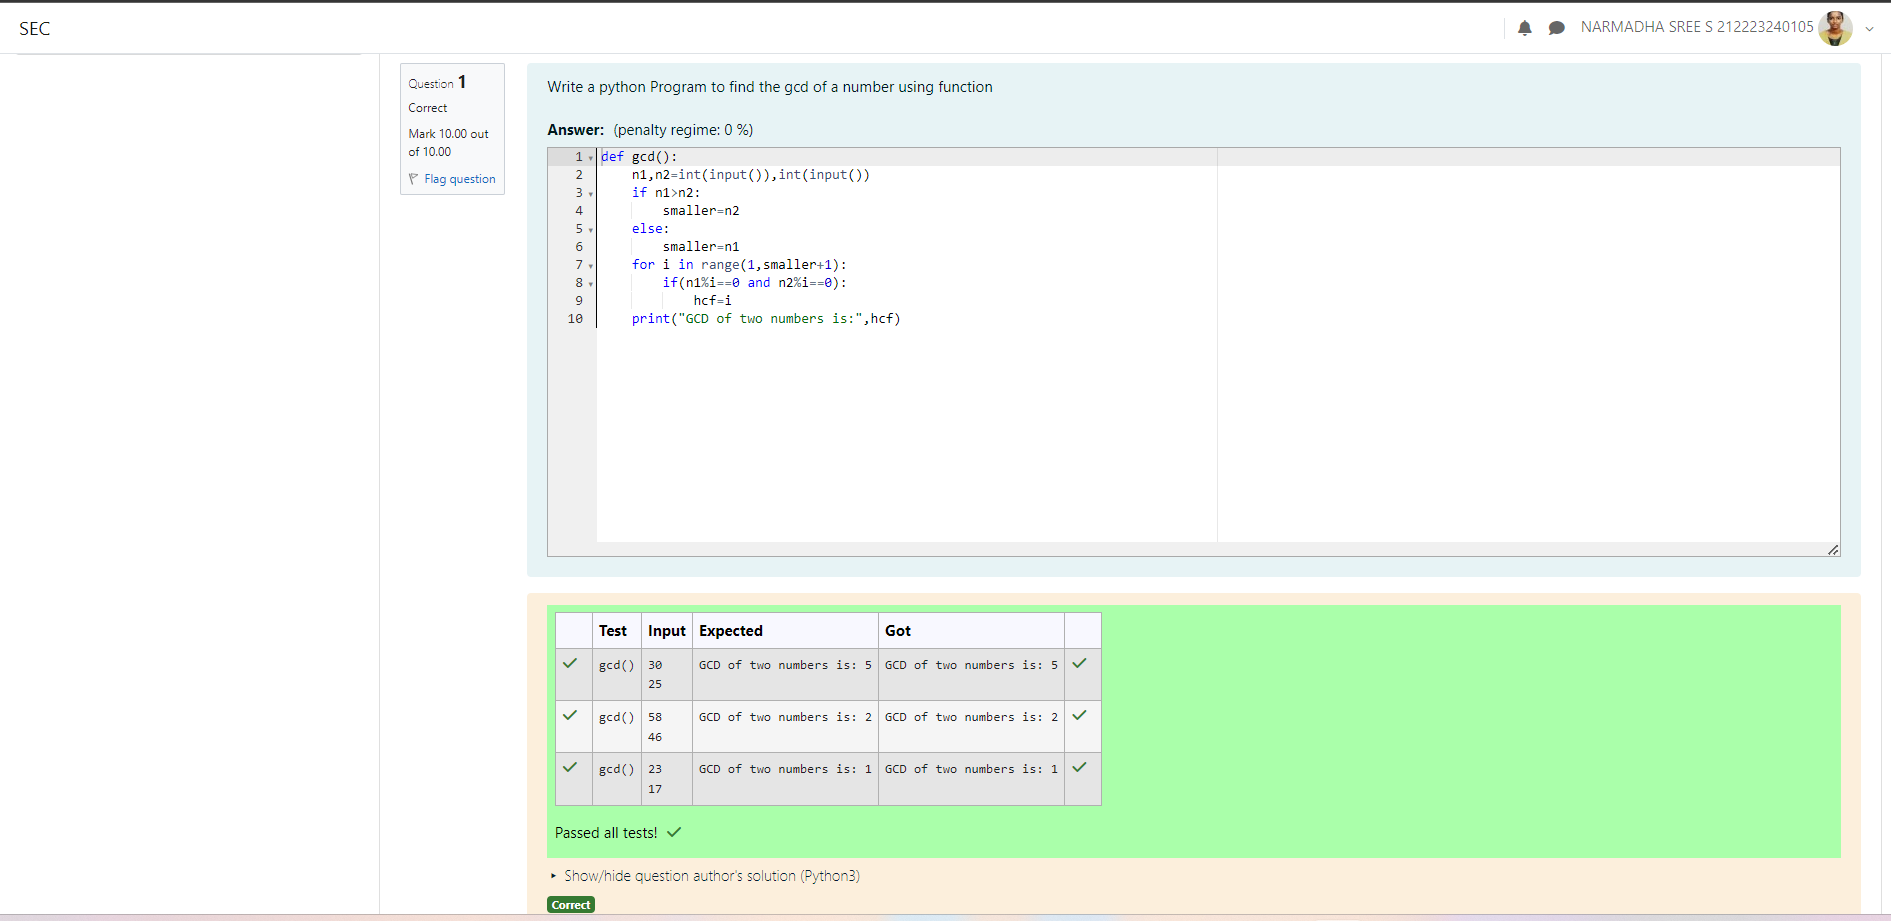 SEC
NARMADHA SREE S 212223240105
Question 1
Correct
Mark 10.00 out
of 10.00
Flag question
Write a python Program to find the gcd of a number using function
Answer: (penalty regime: 0 %)
1 def gcd():
2     n1,n2=int(input()),int(input())
3     if n1>n2:
4         smaller=n2
5     else:
6         smaller=n1
7     for i in range(1,smaller+1):
8         if(n1%i==0 and n2%i==0):
9             hcf=i
10     print("GCD of two numbers is:",hcf)
Test Input Expected Got
gcd() 30 GCD of two numbers is: 5 GCD of two numbers is: 5
25
gcd() 58 GCD of two numbers is: 2 GCD of two numbers is: 2
46
gcd() 23 GCD of two numbers is: 1 GCD of two numbers is: 1
17
Passed all tests!
Show/hide question author's solution (Python3)
Correct